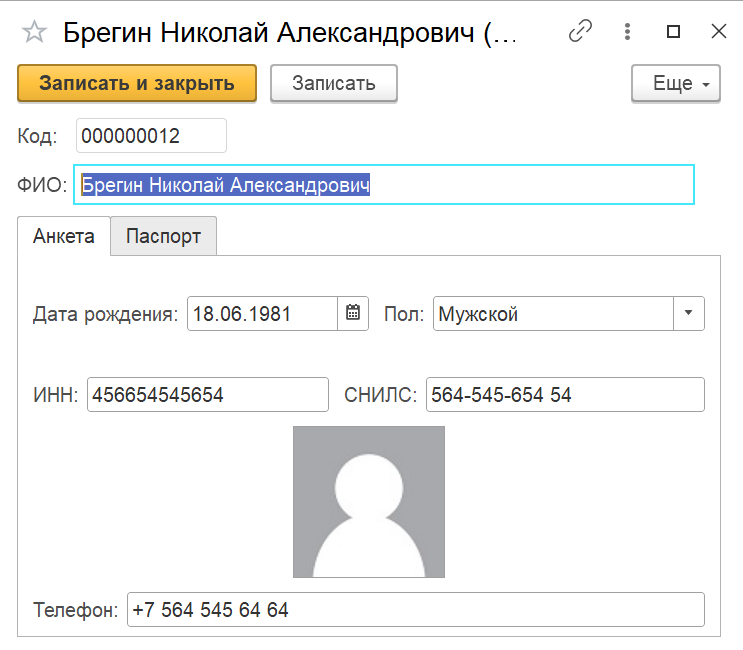 Брегин Николай Александрович (...
Записать и закрыть Записать Еще
Код: 000000012
ФИО: Брегин Николай Александрович
Анкета Паспорт
Дата рождения: 18.06.1981 Пол: Мужской
ИНН: 456654545654 СНИЛС: 564-545-654 54
Телефон: +7 564 545 64 64